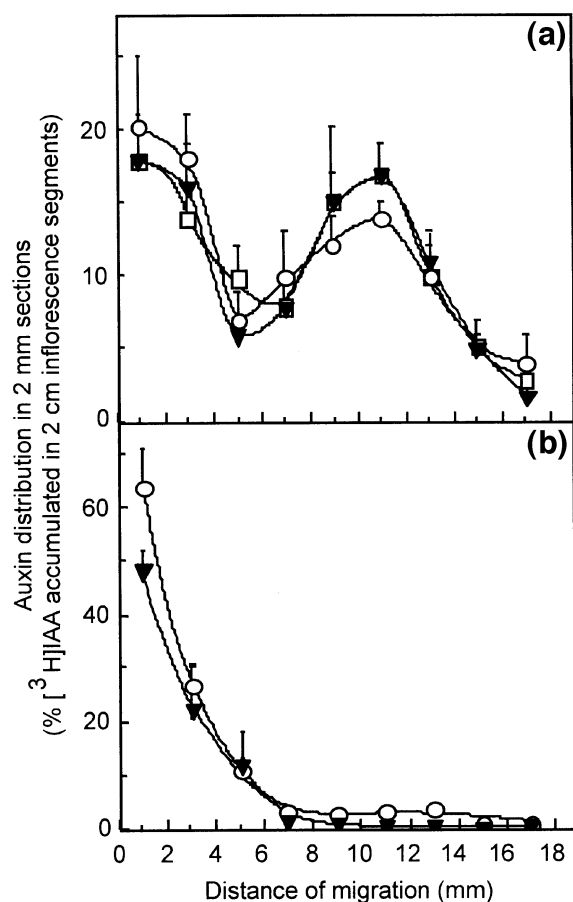 (a)
20
10
0
(b)
60
40
20
0
0 2 4 6 8 10 12 14 16 18
Distance of migration (mm)
Auxin distribution in 2 mm sections
(% [³H]IAA accumulated in 2 cm inflorescence segments)